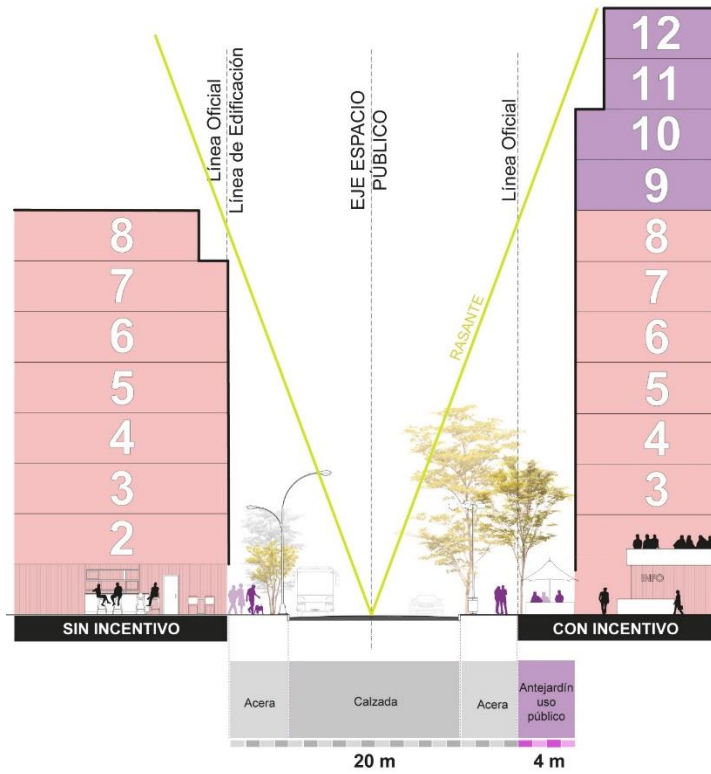 Línea Oficial
Línea de Edificación
EJE ESPACIO
PÚBLICO
Línea Oficial
RASANTE
8
7
6
5
4
3
2
12
11
10
9
8
7
6
5
4
3
INFO
SIN INCENTIVO
CON INCENTIVO
Acera
Calzada
Acera
Antejardín
uso
público
20 m
4 m